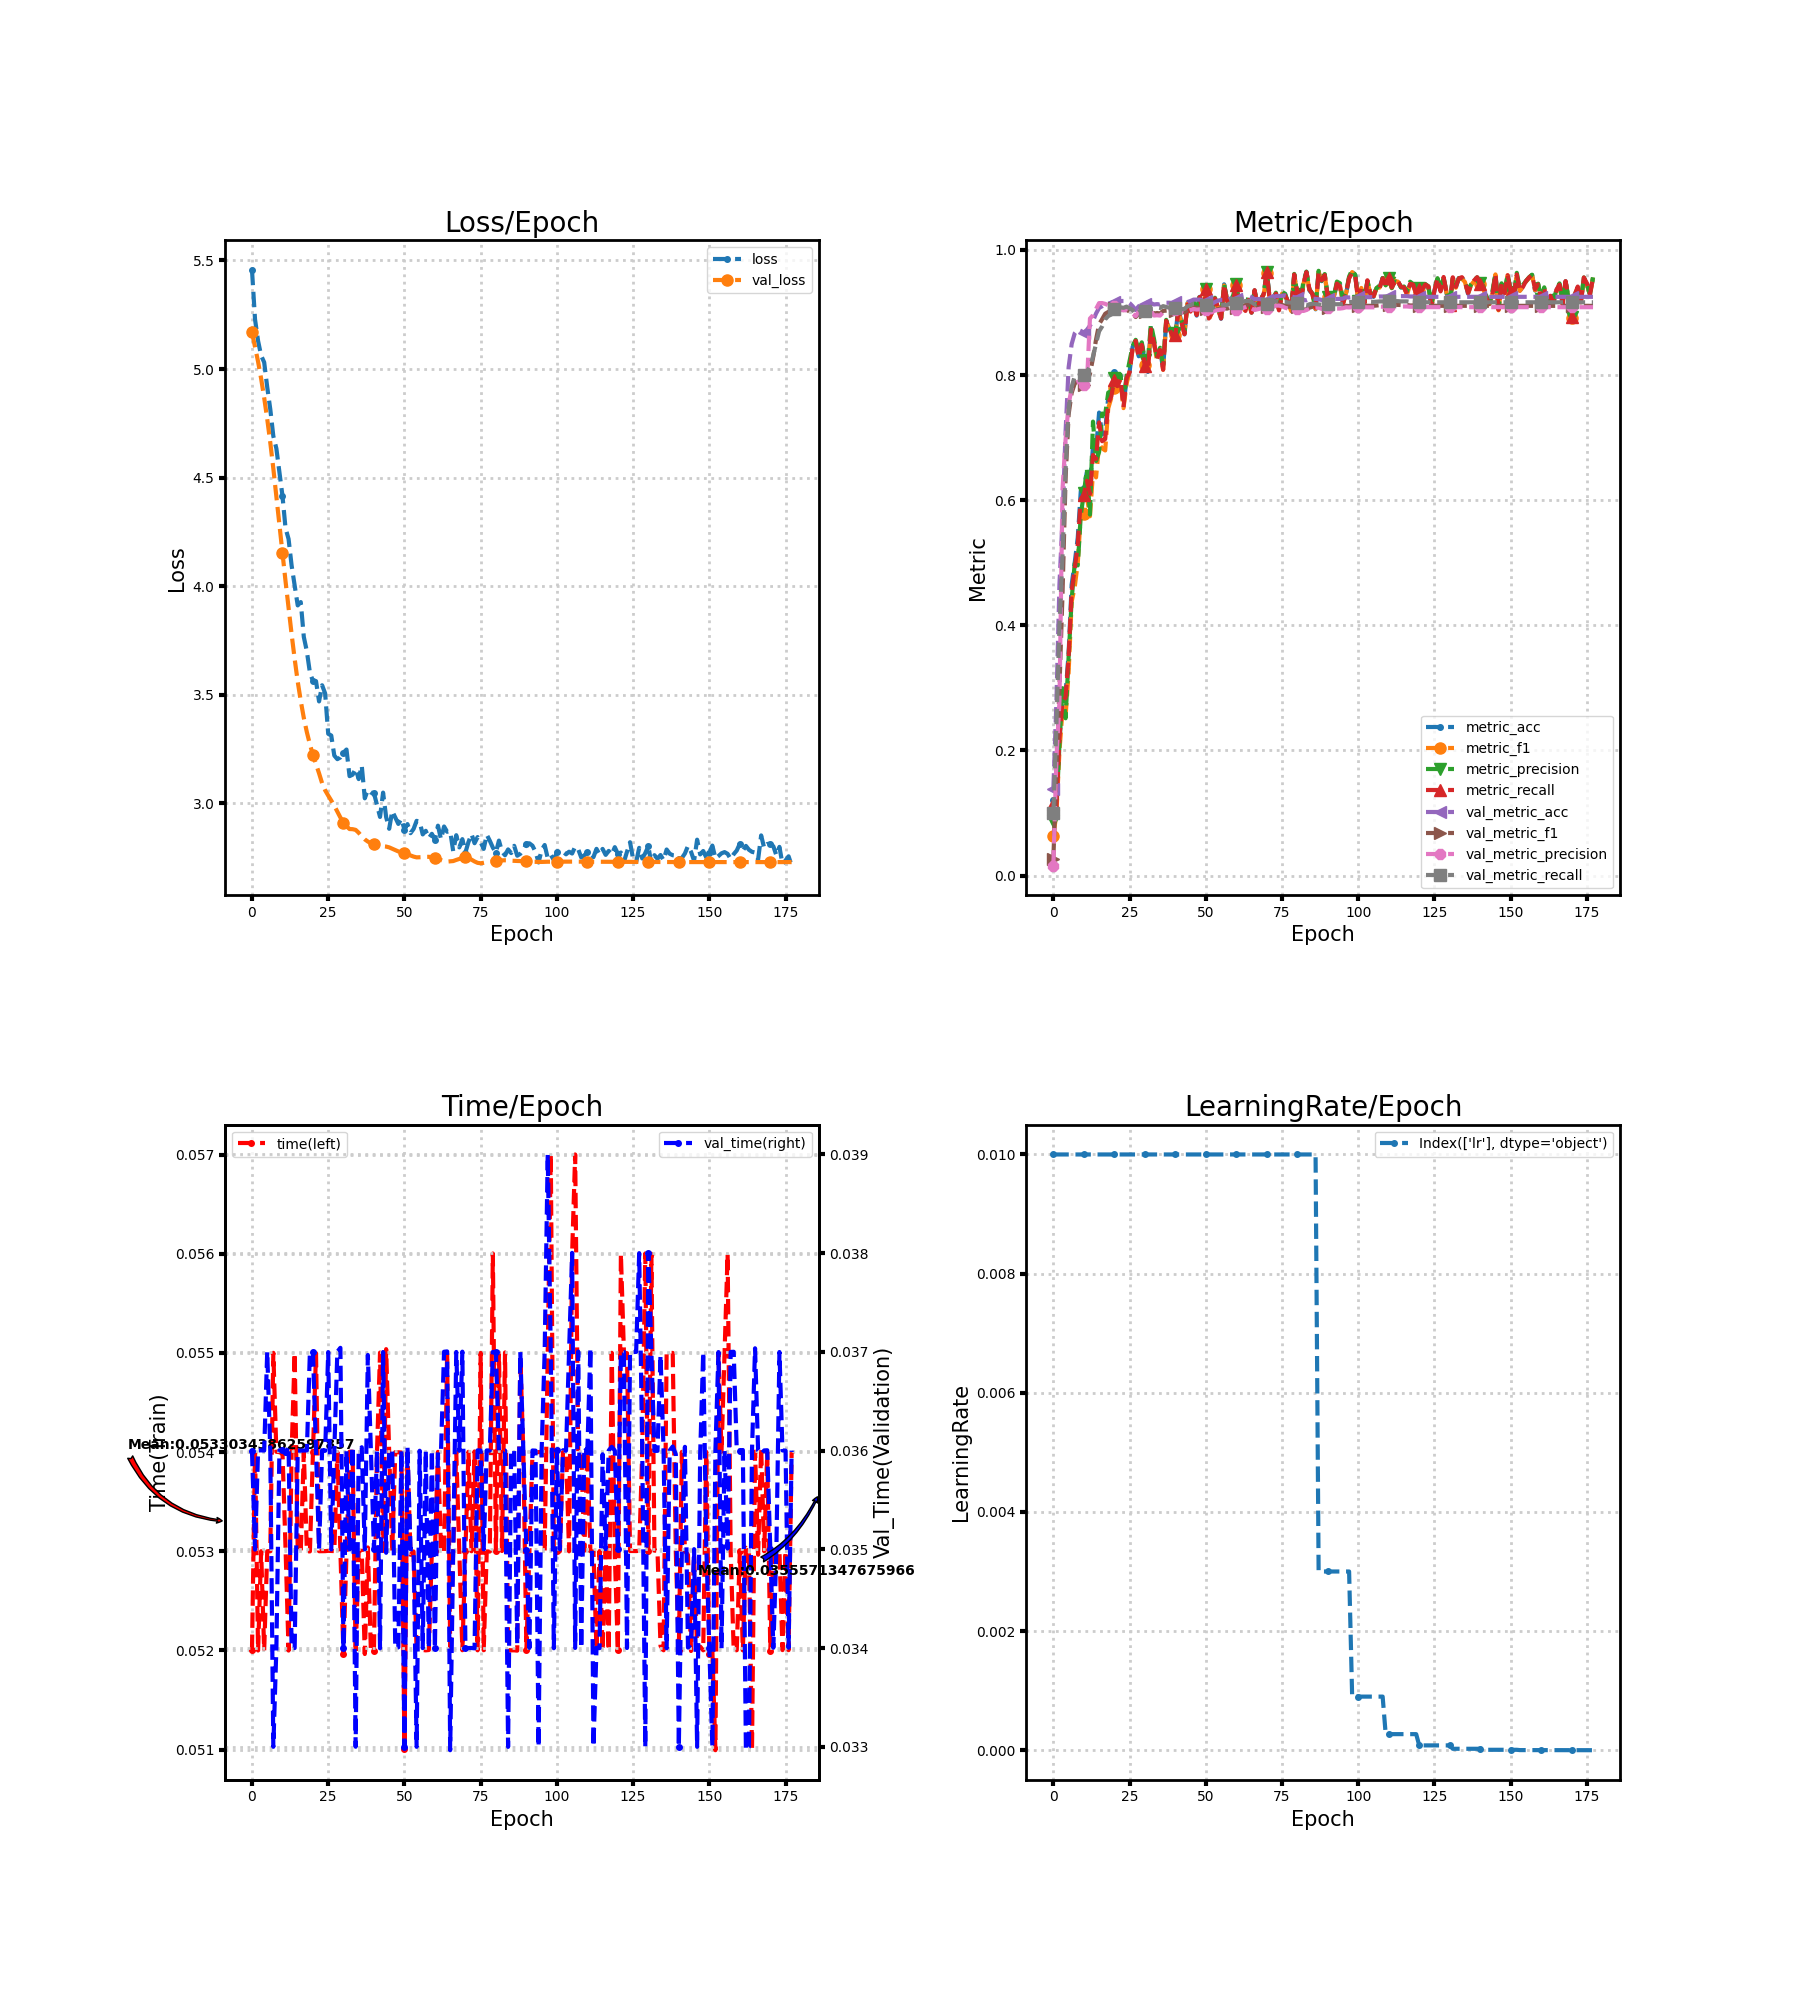 Loss/Epoch
5.5
5.0
4.5
4.0
3.5
3.0
Loss
loss
val_loss
0 25 50 75 100 125 150 175
Epoch
Metric/Epoch
1.0
0.8
0.6
0.4
0.2
0.0
Metric
metric_acc
metric_f1
metric_precision
metric_recall
val_metric_acc
val_metric_f1
val_metric_precision
val_metric_recall
0 25 50 75 100 125 150 175
Epoch
Time/Epoch
time(left)
val_time(right)
0.057
0.056
0.055
0.054
0.053
0.052
0.051
Time(Train)
0.039
0.038
0.037
0.036
0.035
0.034
0.033
Val_Time(Validation)
0 25 50 75 100 125 150 175
Epoch
LearningRate/Epoch
Index(['lr'], dtype='object')
0.010
0.008
0.006
0.004
0.002
0.000
LearningRate
0 25 50 75 100 125 150 175
Epoch